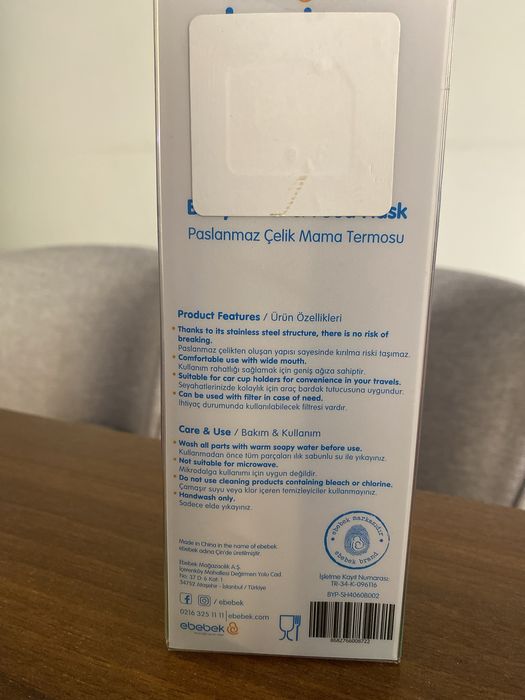 Paslanmaz Çelik Mama Termosu
Product Features / Ürün Özellikleri
• Thanks to its stainless steel structure, there is no risk of
breaking.
Paslanmaz çelikten oluşan yapısı sayesinde kırılma riski taşımaz.
• Comfortable use with wide mouth.
Kullanım rahatlığı sağlamak için geniş ağıza sahiptir.
• Suitable for car cup holders for convenience in your travels.
Seyahatlerinizde kolaylık için araç bardak tutucusuna uygundur.
• Can be used with filter in case of need.
İhtiyaç durumunda kullanılabilecek filtresi vardır.
Care & Use / Bakım & Kullanım
• Wash all parts with warm soapy water before use.
Kullanmadan önce tüm parçaları ılık sabunlu su ile yıkayınız.
• Not suitable for microwave.
Mikrodalga kullanımı için uygun değildir.
• Do not use cleaning products containing bleach or chlorine.
Çamaşır suyu veya klor içeren temizleyiciler kullanmayınız.
• Handwash only.
Sadece elde yıkayınız.
Made in China in the name of ebebek.
ebebek adına Çin'de üretilmiştir.
Ebebek Mağazacılık A.Ş.
İçerenköy Mahallesi Değirmen Yolu Cad.
No: 37 D: 6 Kat: 1
34752 Ataşehir - İstanbul / Türkiye
/ ebebek
0216 325 11 11 | ebebek.com
ebebek
ebebek markasıdır
ebebek brand
İşletme Kayıt Numarası:
TR-34-K-096116
BYP-SH40608002
8682766008722